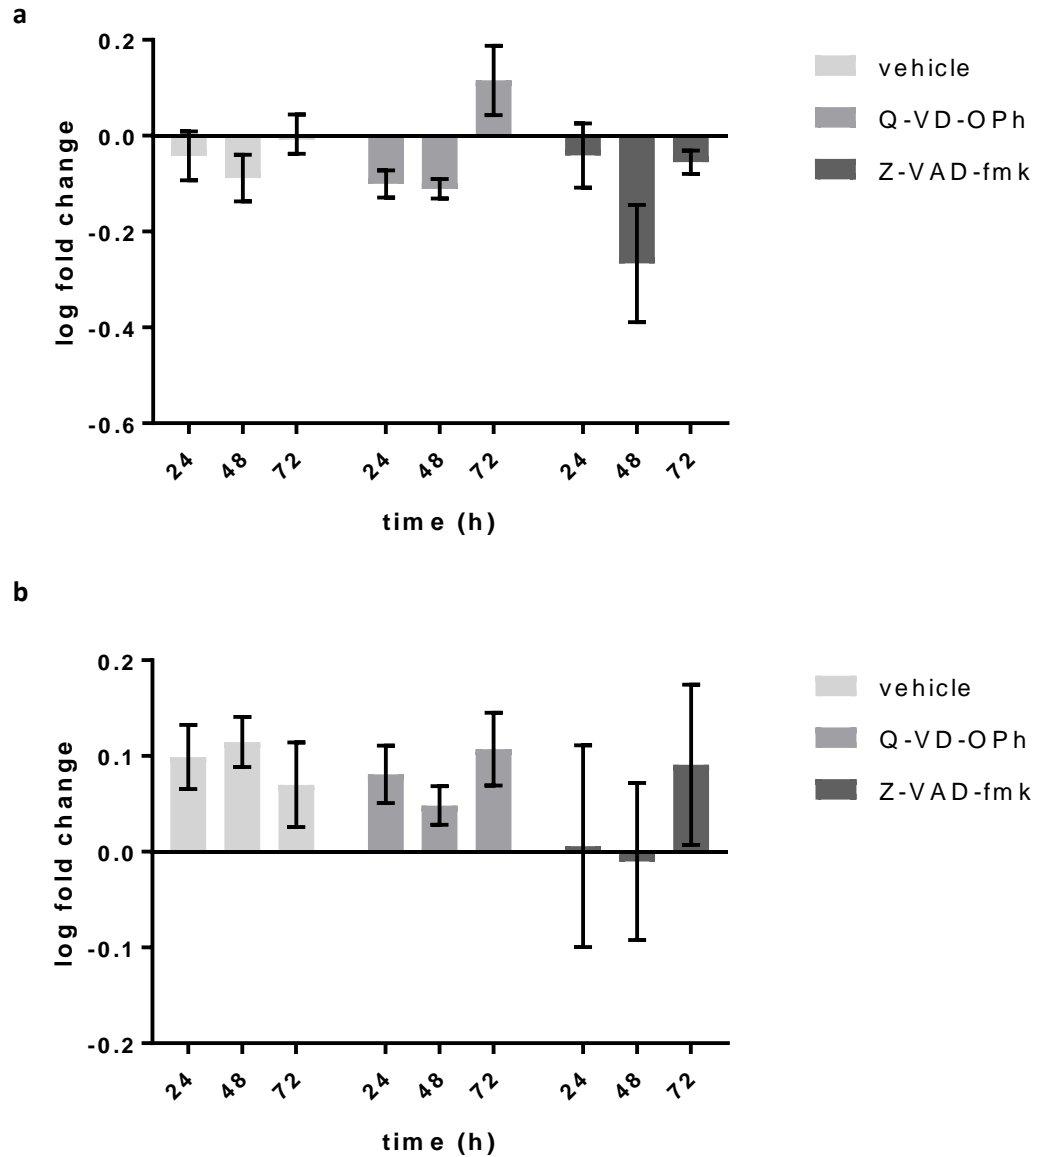 a
0.2
0.0
-0.2
-0.4
-0.6
log fold change
24 48 72 24 48 72 24 48 72
time (h)
vehicle
Q-VD-OPh
Z-VAD-fmk
b
0.2
0.1
0.0
-0.1
-0.2
log fold change
24 48 72 24 48 72 24 48 72
time (h)
vehicle
Q-VD-OPh
Z-VAD-fmk